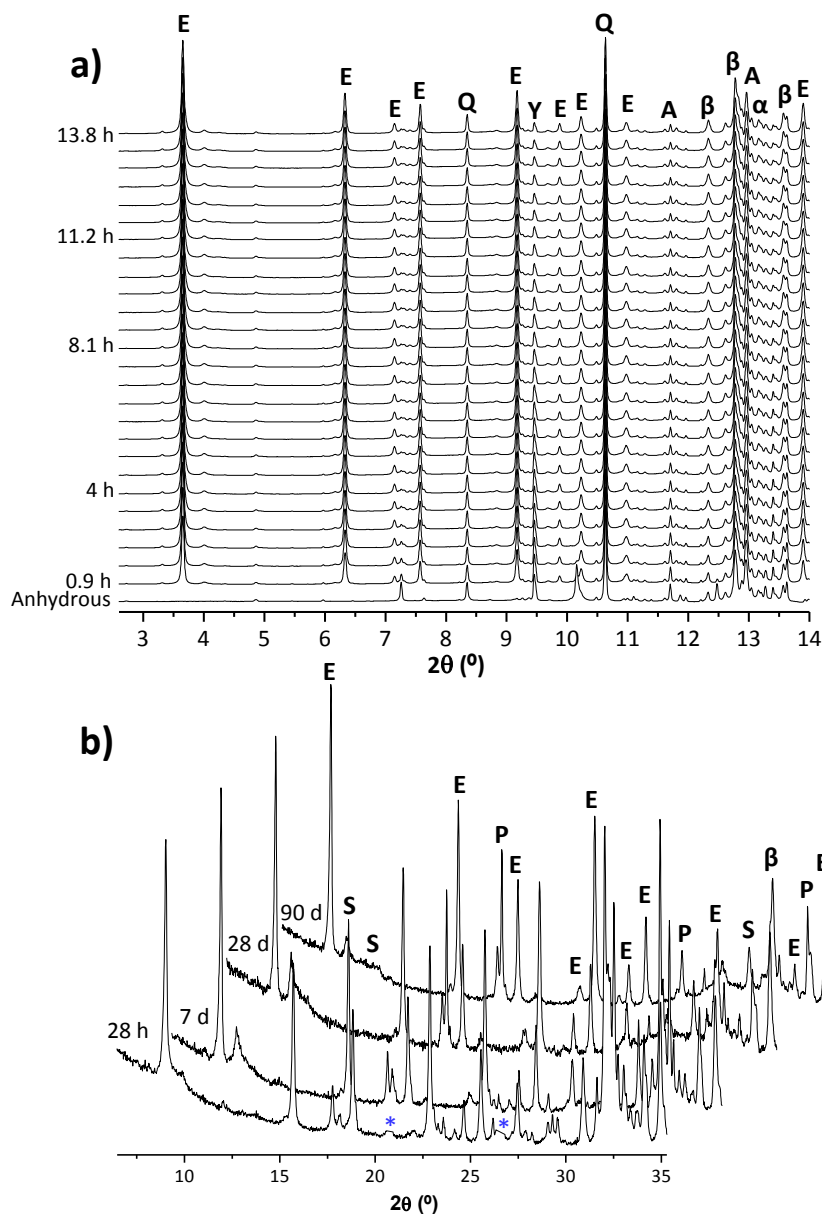 a)
E E E E Q E Y E E Q E A β β A α β E
13.8 h
11.2 h
8.1 h
4 h
0.9 h
Anhydrous
3 4 5 6 7 8 9 10 11 12 13 14
2θ (º)
b)
E E P E E E E E P E S β E P E
90 d S S
28 d
7 d
28 h
* *
10 15 20 25 30 35
2θ (º)